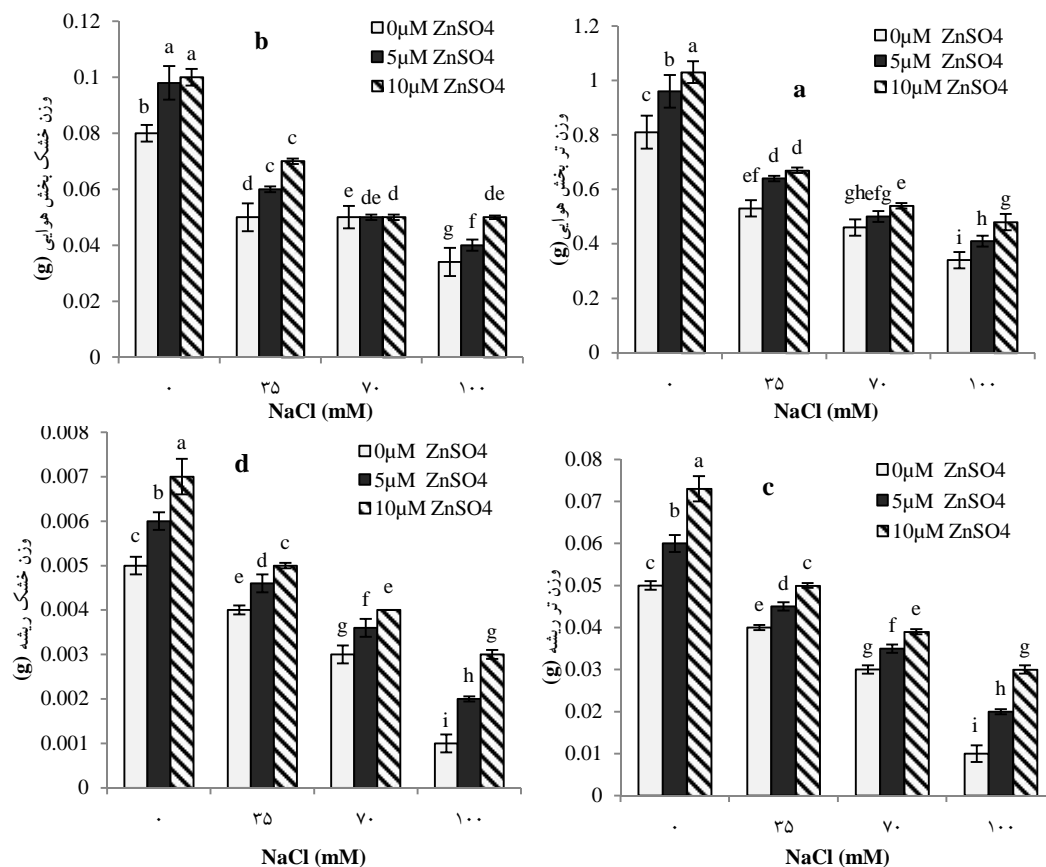 b
0µM ZnSO4
5µM ZnSO4
10µM ZnSO4
وزن خشک بخش هوایی (g)
0.12
0.1
0.08
0.06
0.04
0.02
0
b a a
d c c
e de d
g f de
۰ ۳۵ ۷۰ ۱۰۰
NaCl (mM)
a
0µM ZnSO4
5µM ZnSO4
10µM ZnSO4
وزن تر بخش هوایی (g)
1.2
1
0.8
0.6
0.4
0.2
0
c b a
ef d d
gh efg e
i h g
۰ ۳۵ ۷۰ ۱۰۰
NaCl (mM)
d
0µM ZnSO4
5µM ZnSO4
10µM ZnSO4
وزن خشک ریشه (g)
0.008
0.007
0.006
0.005
0.004
0.003
0.002
0.001
0
c b a
e d c
g f e
i h g
۰ ۳۵ ۷۰ ۱۰۰
NaCl (mM)
c
0µM ZnSO4
5µM ZnSO4
10µM ZnSO4
وزن تر ریشه (g)
0.08
0.07
0.06
0.05
0.04
0.03
0.02
0.01
0
c b a
e d c
g f e
i h g
۰ ۳۵ ۷۰ ۱۰۰
NaCl (mM)